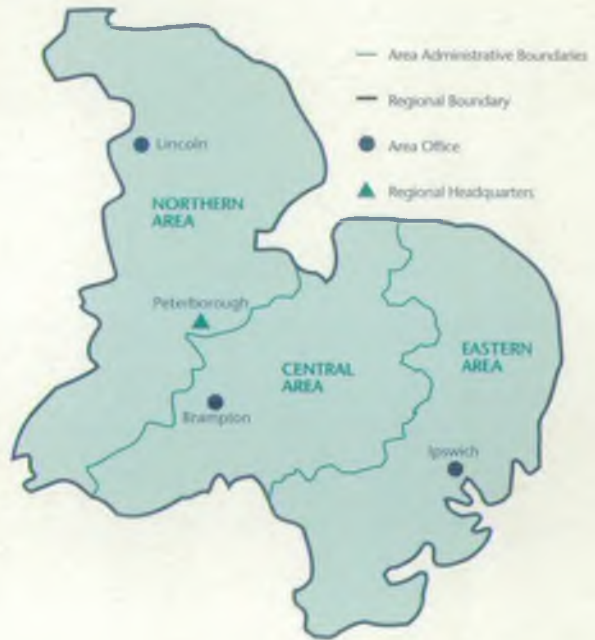 Area Administrative Boundaries
Regional Boundary
Area Office
Regional Headquarters
Lincoln
NORTHERN
AREA
Peterborough
CENTRAL
AREA
EASTERN
AREA
Brampton
Ipswich